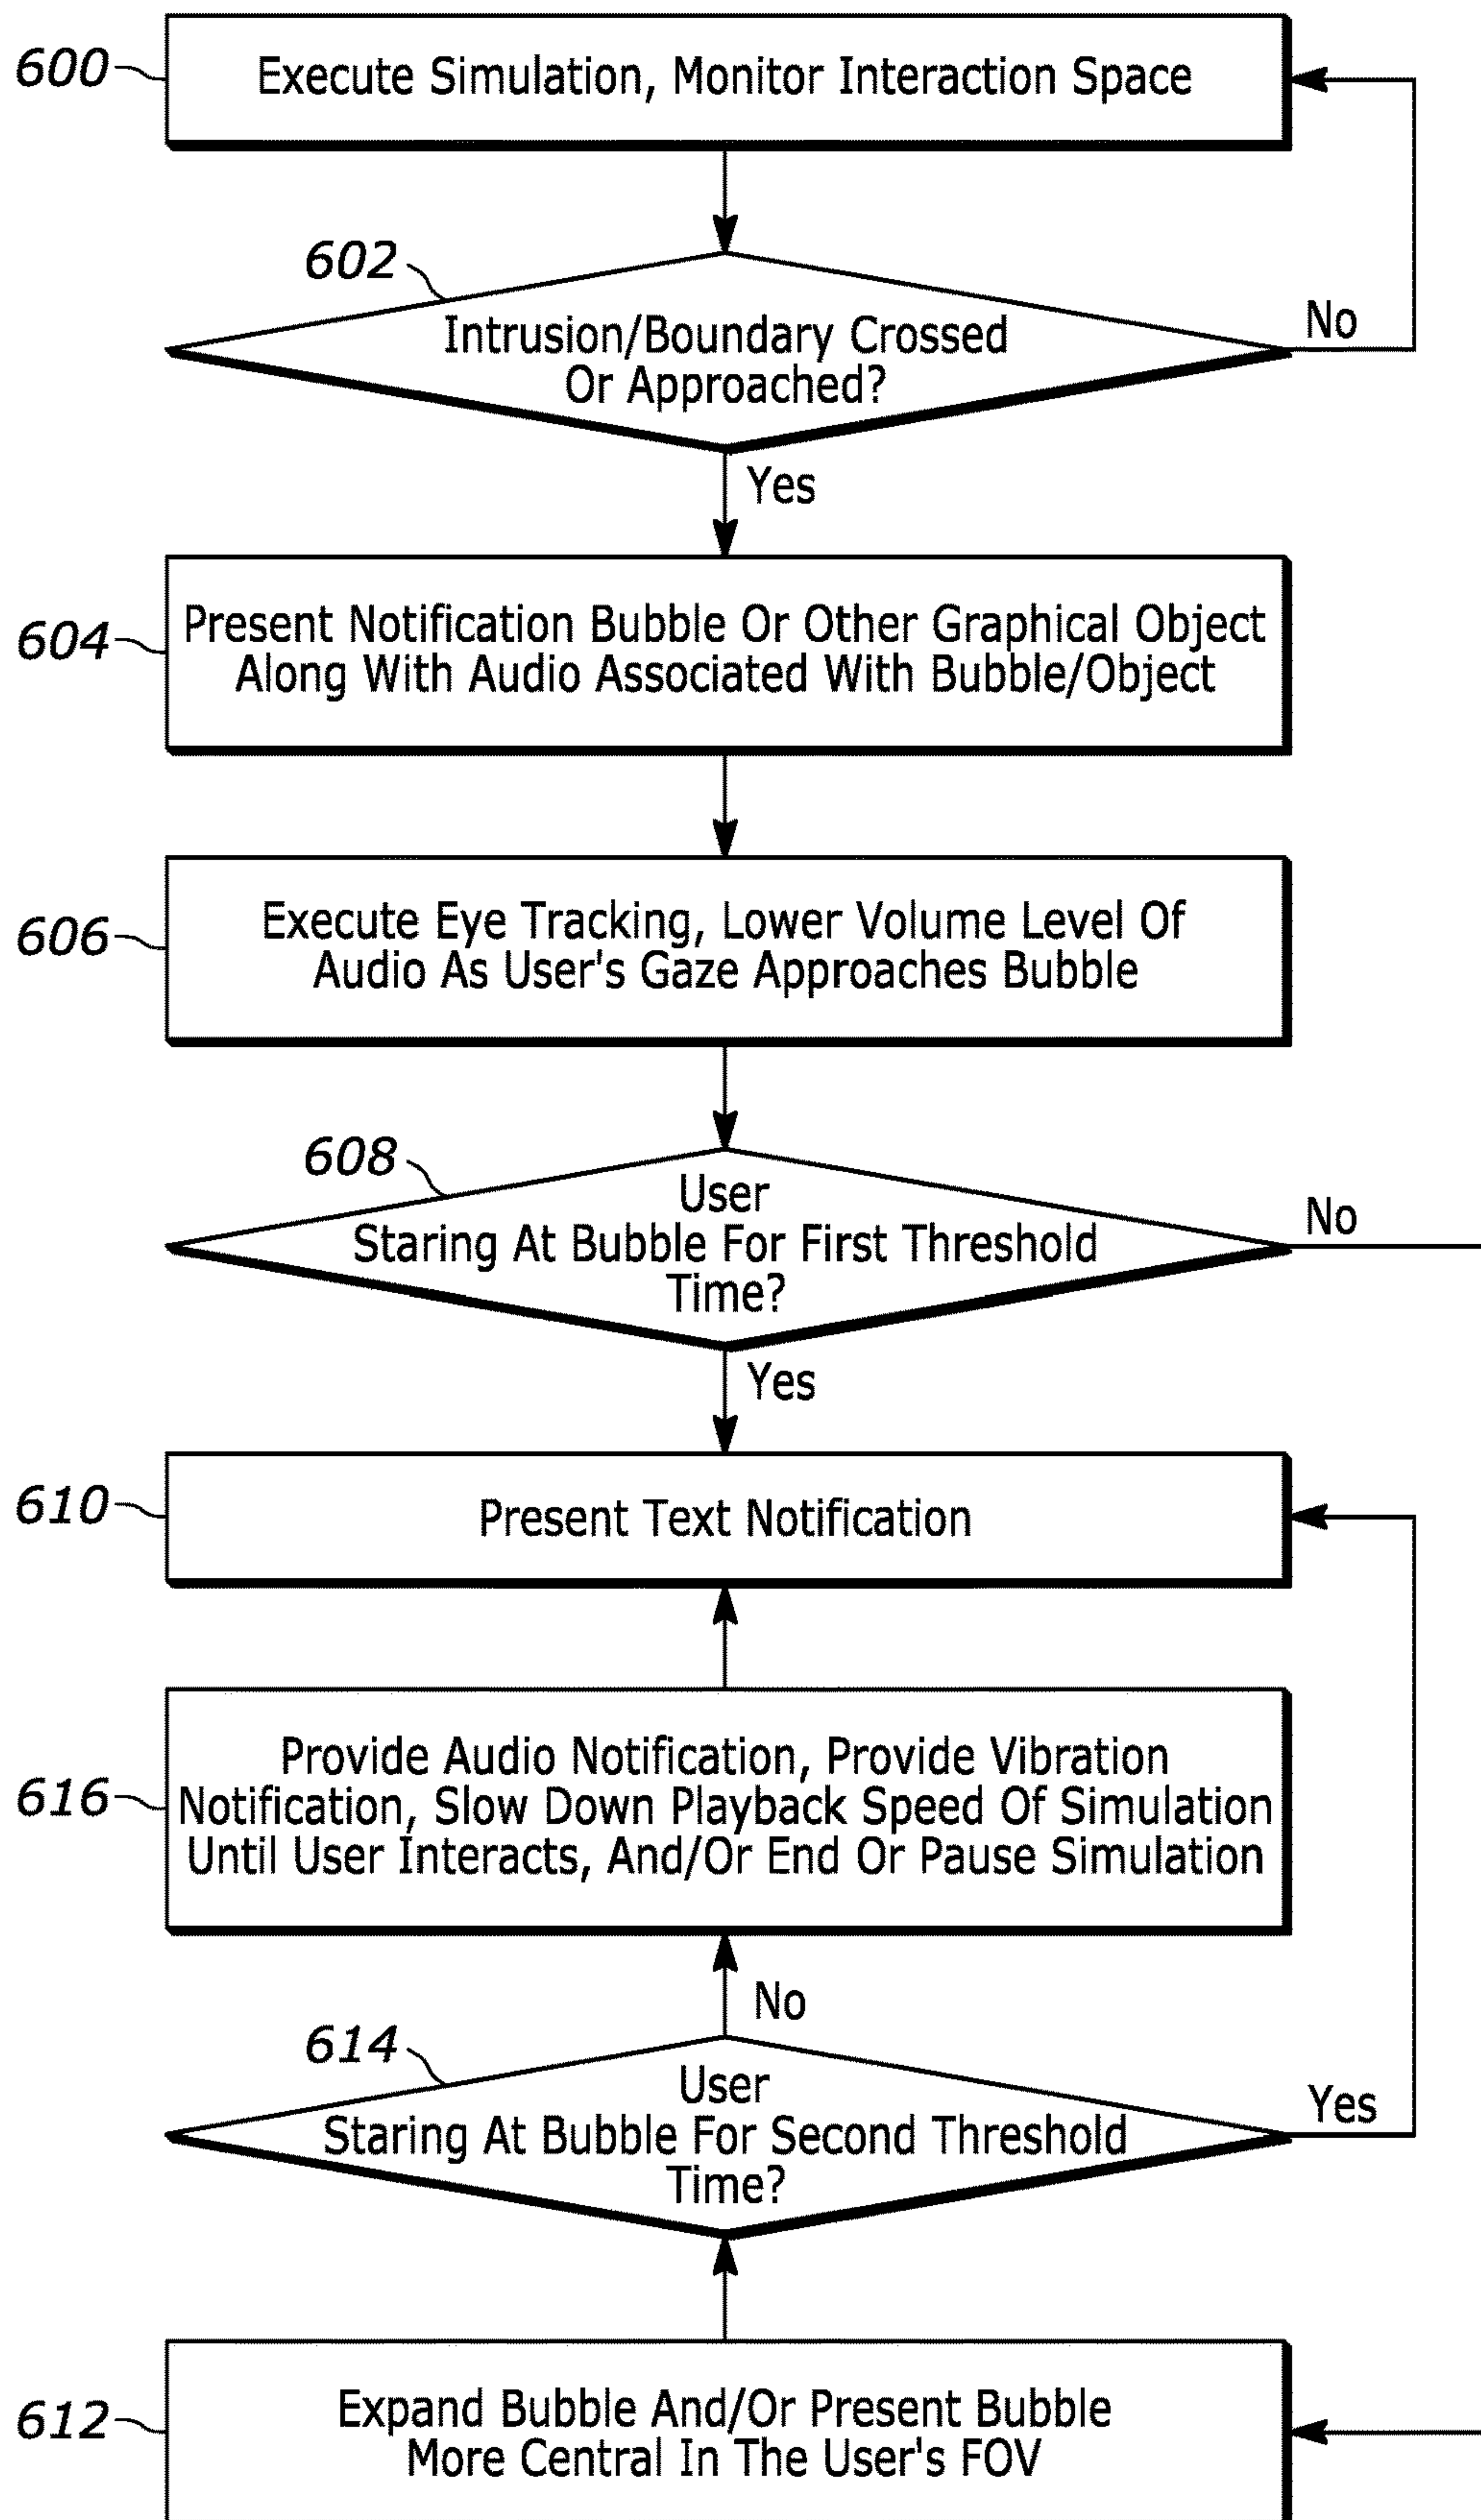 600
Execute Simulation, Monitor Interaction Space
602
Intrusion/Boundary Crossed
Or Approached?
No
Yes
604
Present Notification Bubble Or Other Graphical Object
Along With Audio Associated With Bubble/Object
606
Execute Eye Tracking, Lower Volume Level Of
Audio As User's Gaze Approaches Bubble
608
User
Staring At Bubble For First Threshold
Time?
No
Yes
610
Present Text Notification
616
Provide Audio Notification, Provide Vibration
Notification, Slow Down Playback Speed Of Simulation
Until User Interacts, And/Or End Or Pause Simulation
No
614
User
Staring At Bubble For Second Threshold
Time?
Yes
612
Expand Bubble And/Or Present Bubble
More Central In The User's FOV